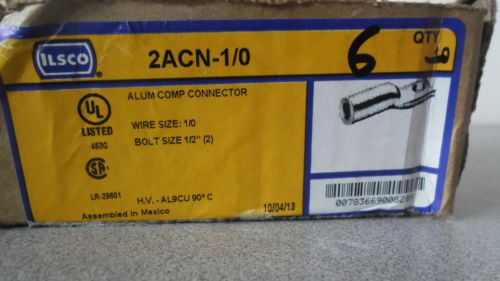 ILSCO
2ACN-1/0
6
QTY
UL
LISTED
463G
ALUM COMP CONNECTOR
WIRE SIZE: 1/0
BOLT SIZE 1/2" (2)
LR-29601
H.V. - AL9CU 90° C
Assembled in Mexico
10/04/13